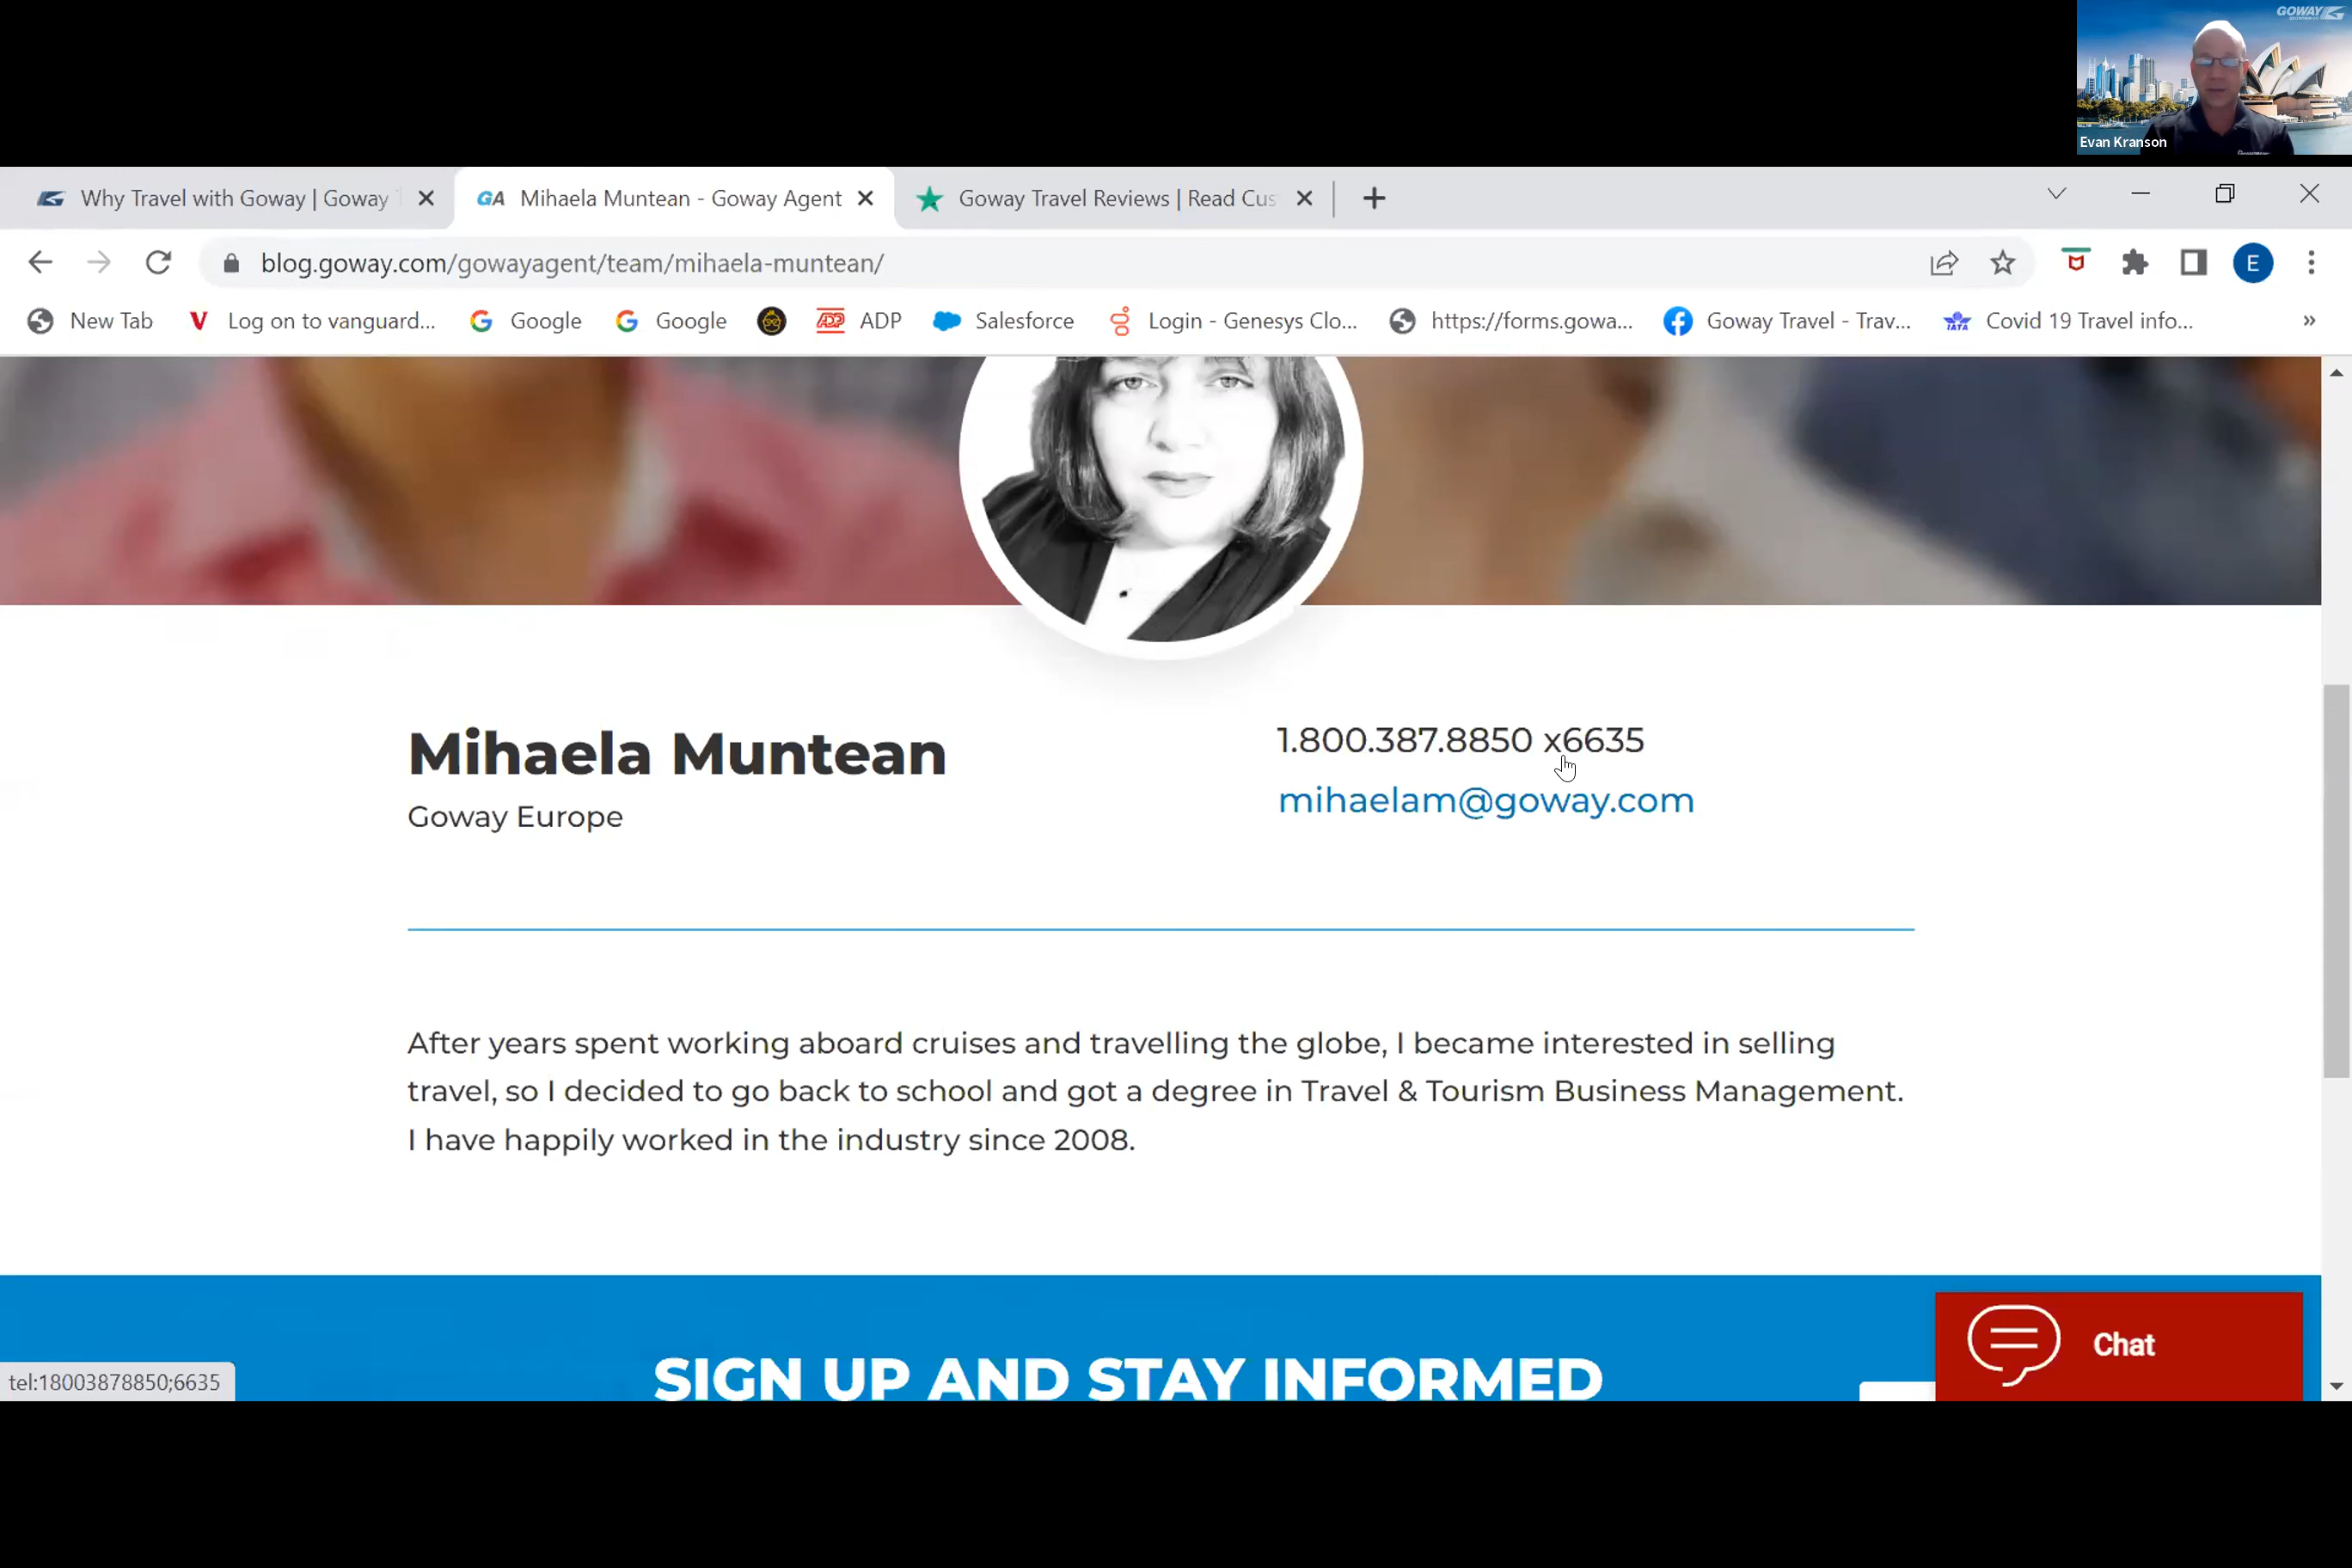 GOWAY
Evan Kranson
Why Travel with Goway | Goway
GA Mihaela Muntean - Goway Agent
Goway Travel Reviews | Read Cus
blog.goway.com/gowayagent/team/mihaela-muntean/
E
New Tab
V Log on to vanguard...
G Google
G Google
ADP ADP
Salesforce
Login - Genesys Clo...
https://forms.gowa...
Goway Travel - Trav...
IATA Covid 19 Travel info...
»
Mihaela Muntean
Goway Europe
1.800.387.8850 x6635
mihaelam@goway.com
After years spent working aboard cruises and travelling the globe, I became interested in selling
travel, so I decided to go back to school and got a degree in Travel & Tourism Business Management.
I have happily worked in the industry since 2008.
SIGN UP AND STAY INFORMED
Chat
tel:18003878850;6635